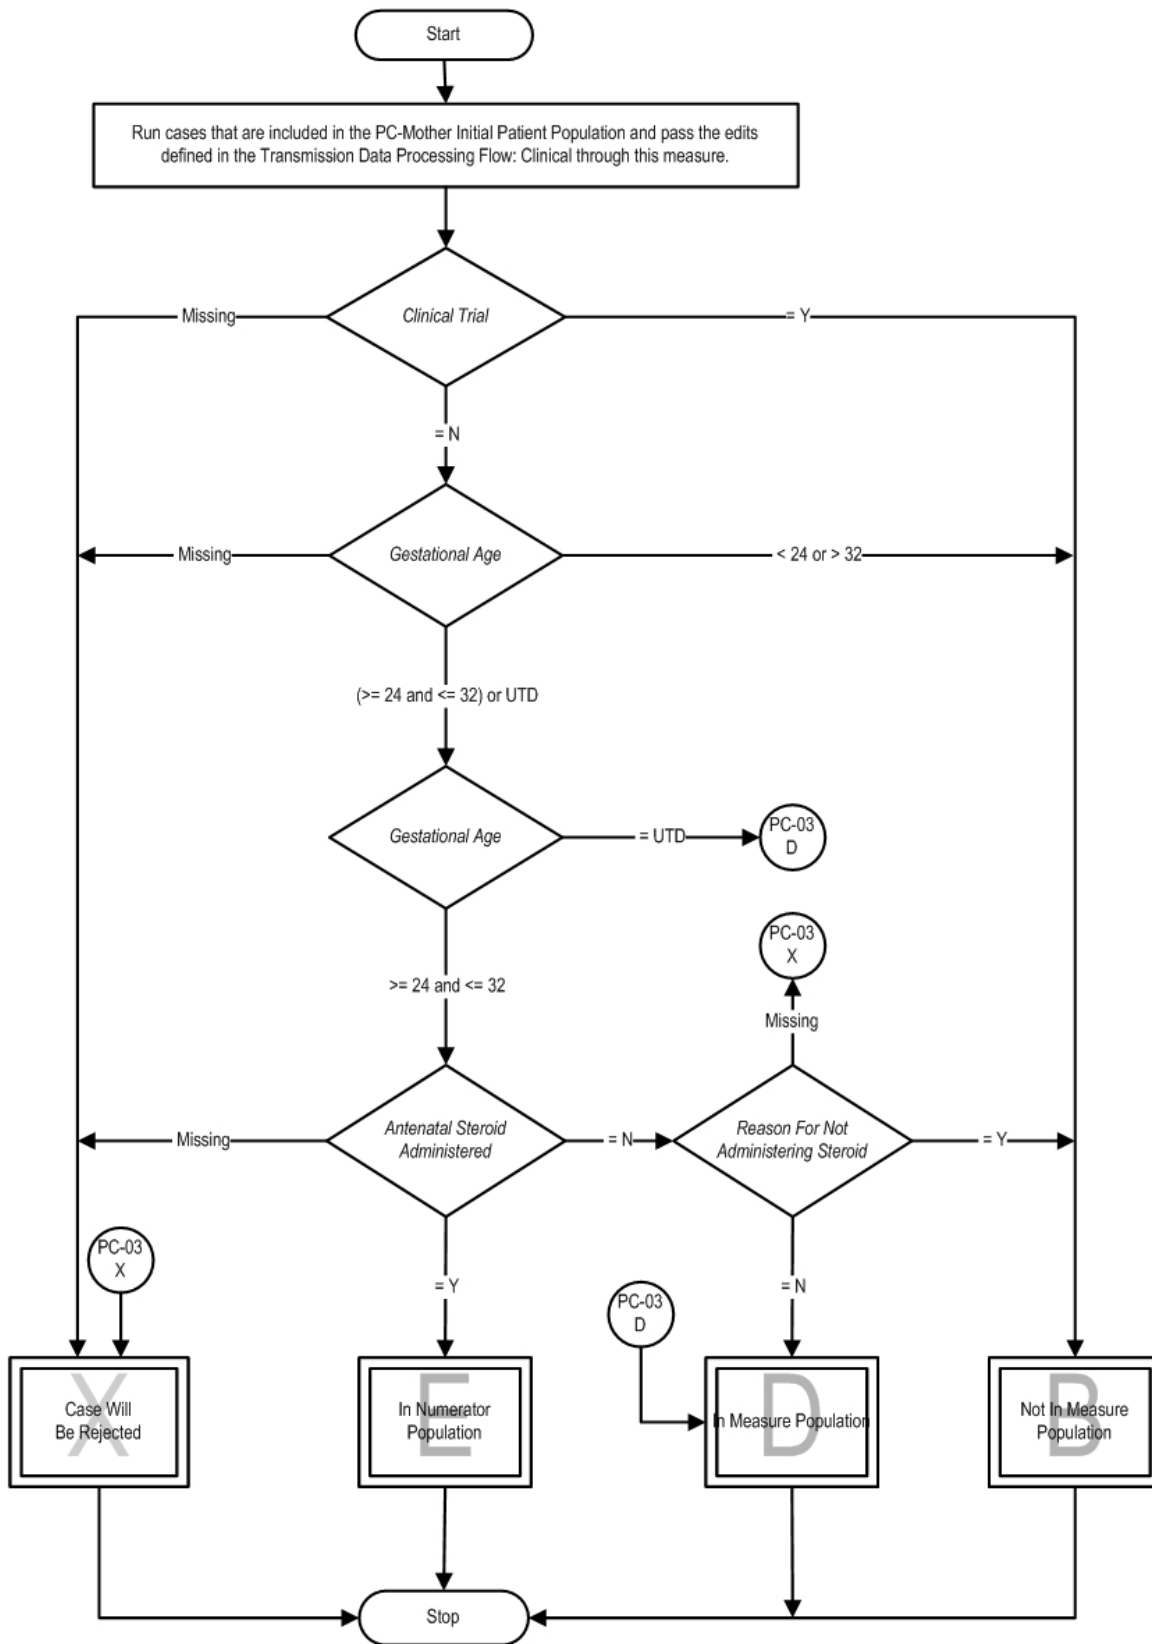 Start
Run cases that are included in the PC-Mother Initial Patient Population and pass the edits
defined in the Transmission Data Processing Flow: Clinical through this measure.
Missing
Clinical Trial
= Y
= N
Missing
Gestational Age
< 24 or > 32
(>= 24 and <= 32) or UTD
Gestational Age
= UTD
PC-03
D
PC-03
X
>= 24 and <= 32
Missing
Missing
Antenatal Steroid
Administered
= N
Reason For Not
Administering Steroid
= Y
PC-03
X
= Y
PC-03
D
= N
X
Case Will
Be Rejected
E
In Numerator
Population
D
In Measure Population
B
Not In Measure
Population
Stop